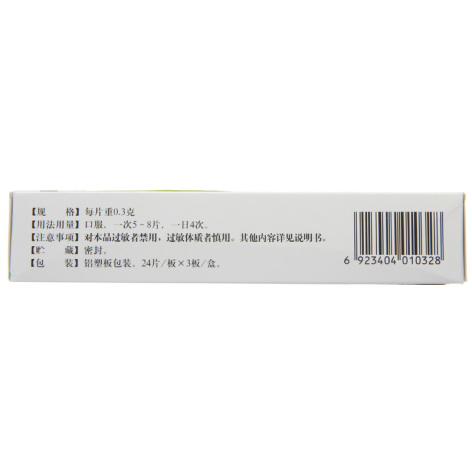 【规　　格】每片重0.3克
【用法用量】口服，一次5-8片，一日4次。
【注意事项】对本品过敏者禁用，过敏体质者慎用。其他内容详见说明书。
【贮　　藏】密封。
【包　　装】铝塑板包装，24片/板×3板/盒。
6 923404 010328